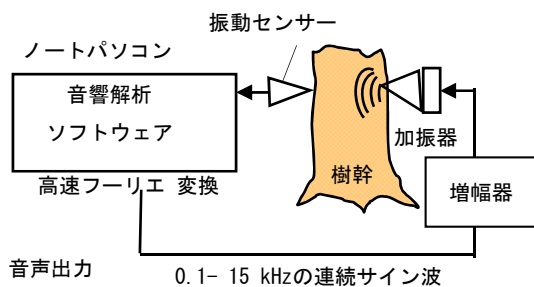 振動センサー
ノートパソコン
音響解析
ソフトウェア
加振器
樹幹
高速フーリエ 変換
増幅器
音声出力
0.1- 15 kHzの連続サイン波